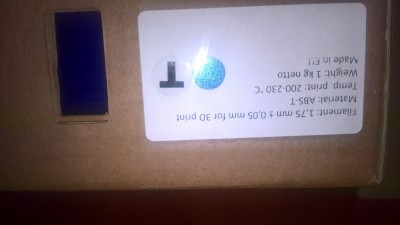 Filament: 1,75 mm ± 0,05 mm for 3D print
Material: ABS-T
Temp. print: 200-230 °C
Weight: 1 kg netto
Made in EU
T